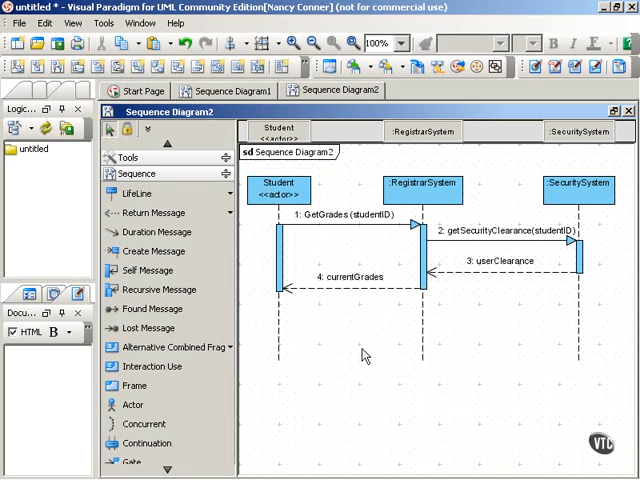 untitled * - Visual Paradigm for UML Community Edition[Nancy Conner] (not for commercial use)
File Edit View Tools Window Help
100%
B I
Start Page Sequence Diagram1 Sequence Diagram2
Logic...
untitled
Docu...
HTML B
Sequence Diagram2
Tools
Sequence
LifeLine
Return Message
Duration Message
Create Message
Self Message
Recursive Message
Found Message
Lost Message
Alternative Combined Frag
Interaction Use
Frame
Actor
Concurrent
Continuation
Gate
Student
<<actor>>
:RegistrarSystem
:SecuritySystem
sd Sequence Diagram2
Student
<<actor>>
:RegistrarSystem
:SecuritySystem
1: GetGrades (studentID)
2: getSecurityClearance(studentID)
3: userClearance
4: currentGrades
VTC